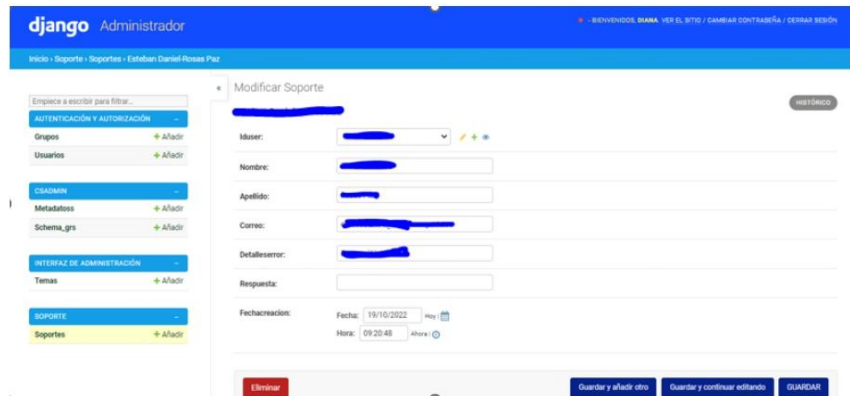 django Administrador
- BIENVENIDOS, DIANA. VER EL SITIO / CAMBIAR CONTRASEÑA / CERRAR SESIÓN
Inicio › Soporte › Soportes › Esteban Daniel-Rosas Paz
Empiece a escribir para filtrar...
AUTENTICACIÓN Y AUTORIZACIÓN -
Grupos + Añadir
Usuarios + Añadir
CSADMIN -
Metadatoss + Añadir
Schema_grs + Añadir
INTERFAZ DE ADMINISTRACIÓN -
Temas + Añadir
SOPORTE -
Soportes + Añadir
«
Modificar Soporte
HISTÓRICO
Iduser:
Nombre:
Apellido:
Correo:
Detalleserror:
Respuesta:
Fechacreacion: Fecha: 19/10/2022 Hoy |
Hora: 09:20:48 Ahora |
Eliminar Guardar y añadir otro Guardar y continuar editando GUARDAR